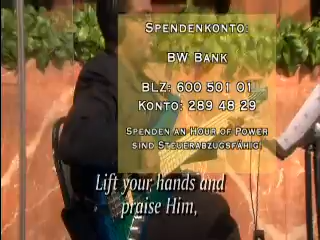 SPENDENKONTO:
BW BANK
BLZ: 600 501 01
KONTO: 289 48 29
SPENDEN AN HOUR OF POWER
SIND STEUERABZUGSFÄHIG!
Lift your hands and
praise Him,